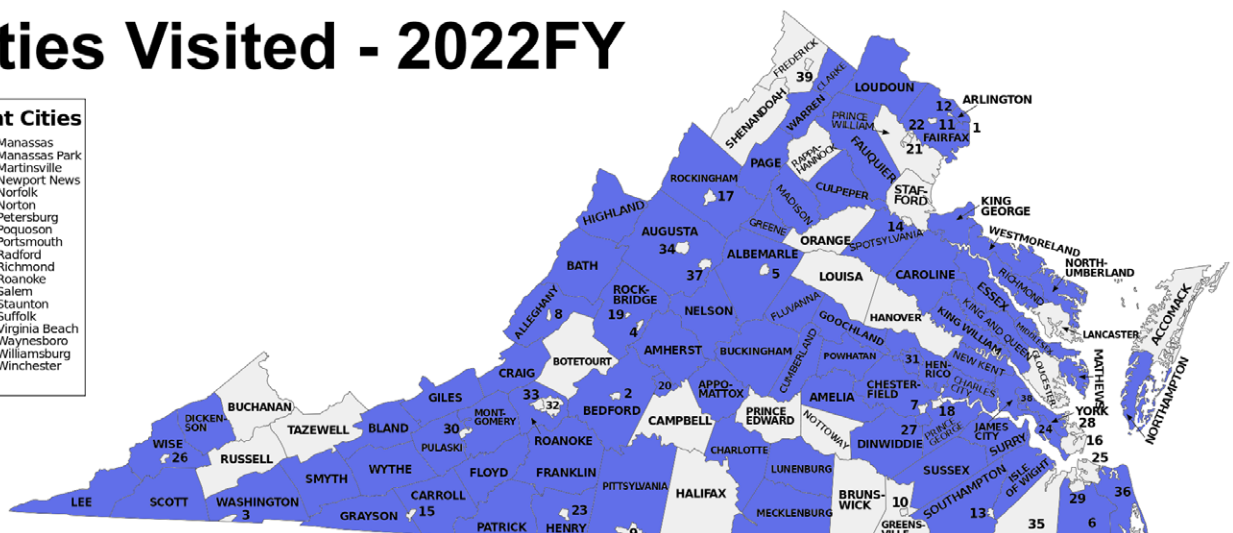 ties Visited - 2022FY
nt Cities
Manassas
Manassas Park
Martinsville
Newport News
Norfolk
Norton
Petersburg
Poquoson
Portsmouth
Radford
Richmond
Roanoke
Salem
Staunton
Suffolk
Virginia Beach
Waynesboro
Williamsburg
Winchester
FREDERICK
39
CLARKE
LOUDOUN
SHENANDOAH
WARREN
12
ARLINGTON
PRINCE
WILLIAM
22
11
1
FAIRFAX
21
RAPPA-
HANNOCK
FAUQUIER
PAGE
ROCKINGHAM
17
MADISON
CULPEPER
STAF-
FORD
KING
GEORGE
HIGHLAND
AUGUSTA
34
GREENE
ORANGE
14
SPOTSYLVANIA
WESTMORELAND
NORTH-
UMBERLAND
BATH
37
ALBEMARLE
5
LOUISA
CAROLINE
RICHMOND
ESSEX
ACCOMACK
ALLEGHANY
8
ROCK-
BRIDGE
19
4
NELSON
FLUVANNA
GOOCHLAND
HANOVER
KING WILLIAM
KING AND QUEEN
MIDDLESEX
LANCASTER
BOTETOURT
AMHERST
BUCKINGHAM
CUMBERLAND
POWHATAN
31
HEN-
RICO
NEW KENT
GLOUCESTER
MATHEWS
NORTHAMPTON
CRAIG
33
32
2
BEDFORD
20
APPO-
MATTOX
AMELIA
CHESTER-
FIELD
7
18
CHARLES
CITY
38
YORK
28
BUCHANAN
DICKEN-
SON
TAZEWELL
BLAND
GILES
MONT-
GOMERY
30
PULASKI
ROANOKE
CAMPBELL
PRINCE
EDWARD
NOTTOWAY
27
DINWIDDIE
PRINCE
GEORGE
JAMES
CITY
24
SURRY
16
25
WISE
26
RUSSELL
SMYTH
WYTHE
FLOYD
FRANKLIN
CHARLOTTE
LUNENBURG
SUSSEX
ISLE
OF WIGHT
LEE
SCOTT
WASHINGTON
3
GRAYSON
CARROLL
15
PATRICK
23
HENRY
PITTSYLVANIA
9
HALIFAX
MECKLENBURG
BRUNS-
WICK
10
GREENS-
VILLE
SOUTHAMPTON
13
35
29
36
6